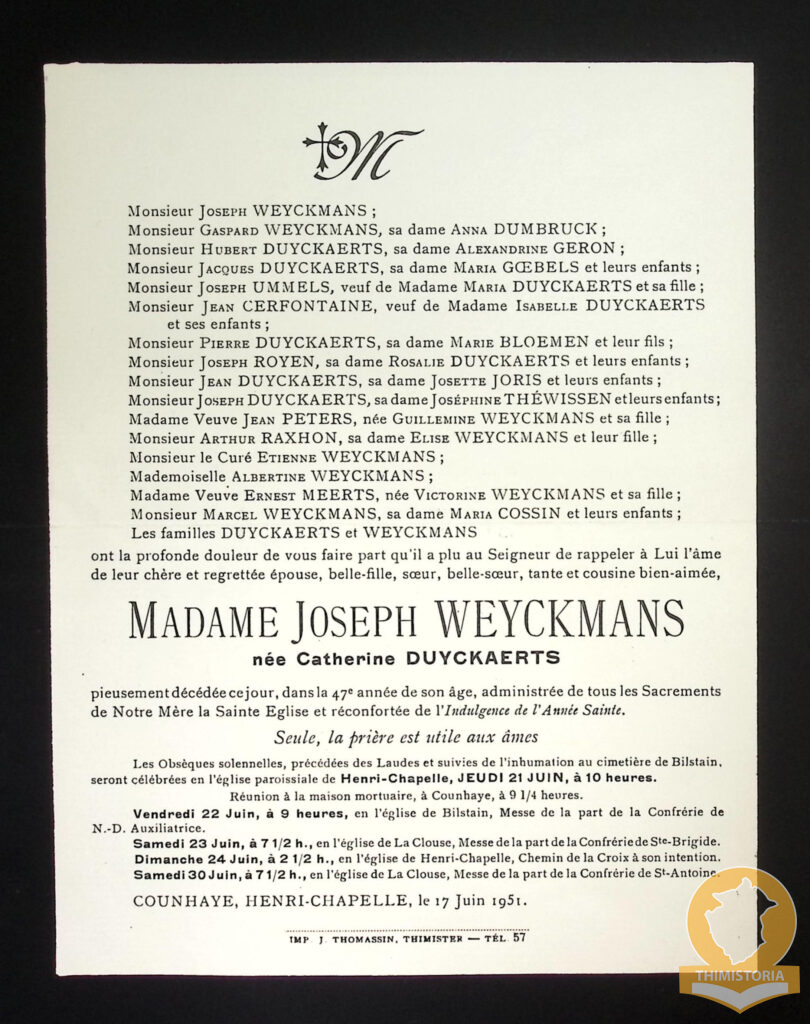 M
Monsieur Joseph WEYCKMANS ;
Monsieur Gaspard WEYCKMANS, sa dame Anna DUMBRUCK ;
Monsieur Hubert DUYCKAERTS, sa dame Alexandrine GERON ;
Monsieur Jacques DUYCKAERTS, sa dame Maria GŒBELS et leurs enfants ;
Monsieur Joseph UMMELS, veuf de Madame Maria DUYCKAERTS et sa fille ;
Monsieur Jean CERFONTAINE, veuf de Madame Isabelle DUYCKAERTS
et ses enfants ;
Monsieur Pierre DUYCKAERTS, sa dame Marie BLOEMEN et leur fils ;
Monsieur Joseph ROYEN, sa dame Rosalie DUYCKAERTS et leurs enfants ;
Monsieur Jean DUYCKAERTS, sa dame Josette JORIS et leurs enfants ;
Monsieur Joseph DUYCKAERTS, sa dame Joséphine THÉWISSEN et leurs enfants ;
Madame Veuve Jean PETERS, née Guillemine WEYCKMANS et sa fille ;
Monsieur Arthur RAXHON, sa dame Elise WEYCKMANS et leur fille ;
Monsieur le Curé Etienne WEYCKMANS ;
Mademoiselle Albertine WEYCKMANS ;
Madame Veuve Ernest MEERTS, née Victorine WEYCKMANS et sa fille ;
Monsieur Marcel WEYCKMANS, sa dame Maria COSSIN et leurs enfants ;
Les familles DUYCKAERTS et WEYCKMANS
ont la profonde douleur de vous faire part qu'il a plu au Seigneur de rappeler à Lui l'âme
de leur chère et regrettée épouse, belle-fille, sœur, belle-sœur, tante et cousine bien-aimée,
Madame Joseph WEYCKMANS
née Catherine DUYCKAERTS
pieusement décédée ce jour, dans la 47e année de son âge, administrée de tous les Sacrements
de Notre Mère la Sainte Eglise et réconfortée de l'Indulgence de l'Année Sainte.
Seule, la prière est utile aux âmes
Les Obsèques solennelles, précédées des Laudes et suivies de l'inhumation au cimetière de Bilstain,
seront célébrées en l'église paroissiale de Henri-Chapelle, JEUDI 21 JUIN, à 10 heures.
Réunion à la maison mortuaire, à Counhaye, à 9 1/4 heures.
Vendredi 22 Juin, à 9 heures, en l'église de Bilstain, Messe de la part de la Confrérie de
N.-D. Auxiliatrice.
Samedi 23 Juin, à 7 1/2 h., en l'église de La Clouse, Messe de la part de la Confrérie de Ste-Brigide.
Dimanche 24 Juin, à 2 1/2 h., en l'église de Henri-Chapelle, Chemin de la Croix à son intention.
Samedi 30 Juin, à 7 1/2 h., en l'église de La Clouse, Messe de la part de la Confrérie de St-Antoine.
COUNHAYE, HENRI-CHAPELLE, le 17 Juin 1951.
IMP. J. THOMASSIN, THIMISTER — TÉL. 57
THIMISTORIA